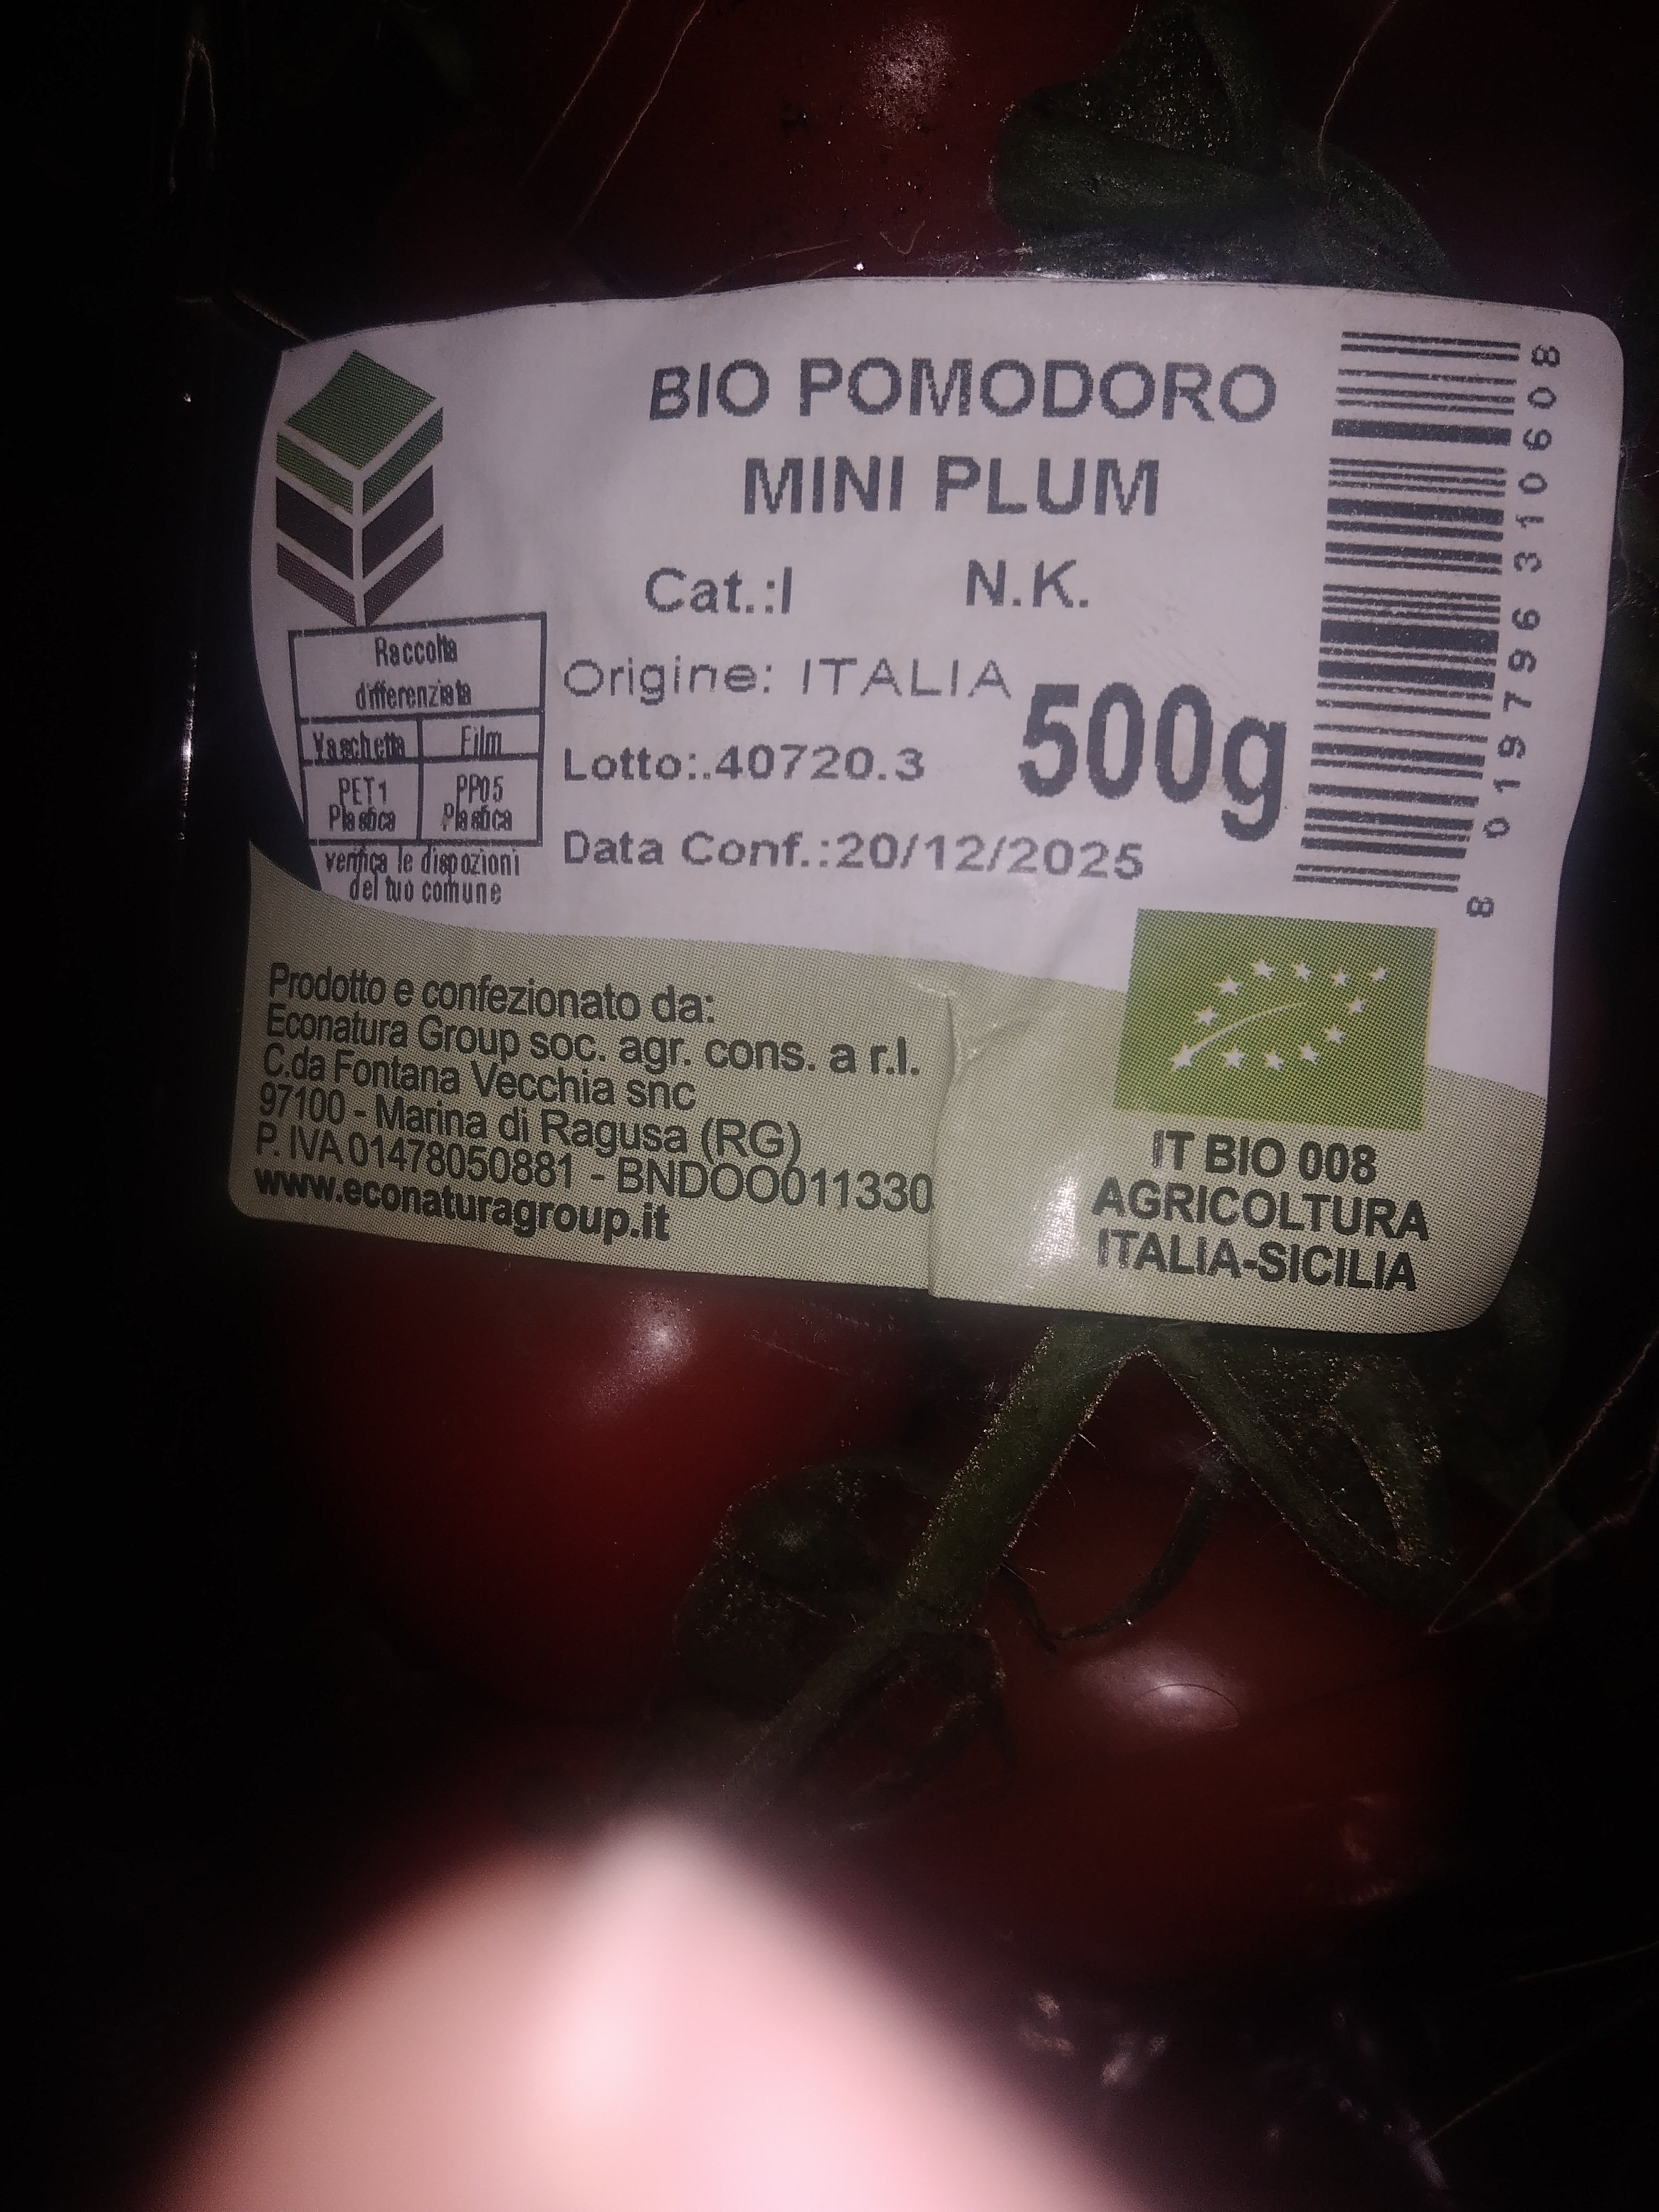 BIO POMODORO
MINI PLUM
Cat.:I N.K.
Origine: ITALIA
500g
Lotto:.40720.3
Data Conf.:20/12/2025
Raccolta
differenziata
Vaschetta Film
PET1 PP05
Plastica Plastica
verifica le dispozioni
del tuo comune
8 019796 310608
Prodotto e confezionato da:
Econatura Group soc. agr. cons. a r.l.
C.da Fontana Vecchia snc
97100 - Marina di Ragusa (RG)
P. IVA 01478050881 - BNDOO011330
www.econaturagroup.it
IT BIO 008
AGRICOLTURA
ITALIA-SICILIA